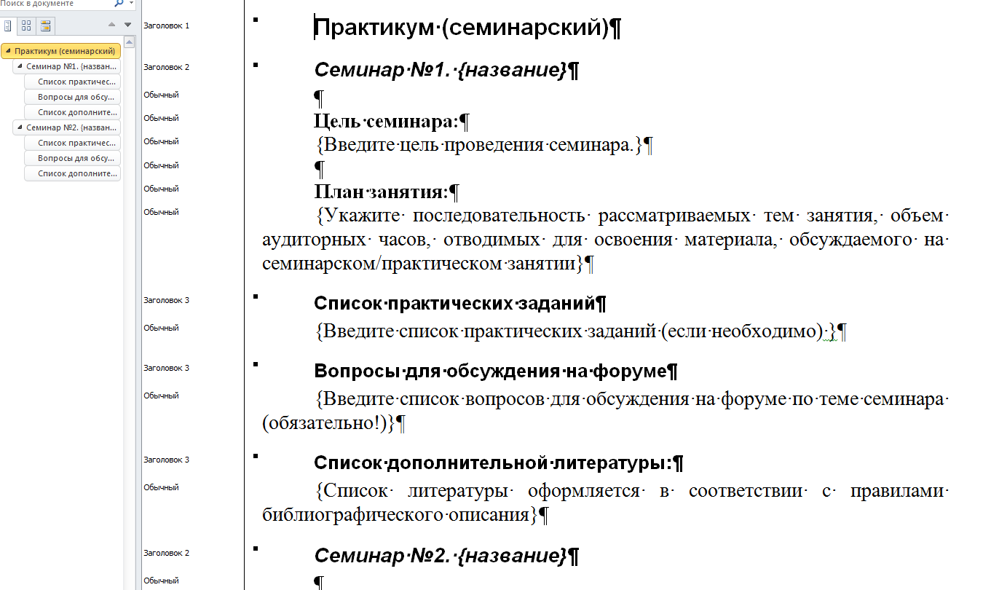 Поиск в документе
Практикум (семинарский)
Семинар №1. {назван...
Список практичес...
Вопросы для обсу...
Список дополните...
Семинар №2. {назван...
Список практичес...
Вопросы для обсу...
Список дополните...
Заголовок 1
Практикум·(семинарский)¶
Заголовок 2
Семинар·№1.·{название}¶
Обычный
¶
Обычный
Цель·семинара:¶
Обычный
{Введите·цель·проведения·семинара.}¶
Обычный
¶
Обычный
План·занятия:¶
Обычный
{Укажите· последовательность· рассматриваемых· тем· занятия,· объем·
аудиторных· часов,· отводимых· для· освоения· материала,· обсуждаемого· на·
семинарском/практическом·занятии}¶
Заголовок 3
Список·практических·заданий¶
Обычный
{Введите·список·практических·заданий·(если·необходимо)·}¶
Заголовок 3
Вопросы·для·обсуждения·на·форуме¶
Обычный
{Введите·список·вопросов·для·обсуждения·на·форуме·по·теме·семинара·
(обязательно!)}¶
Заголовок 3
Список·дополнительной·литературы:¶
Обычный
{Список· литературы· оформляется· в· соответствии· с· правилами·
библиографического·описания}¶
Заголовок 2
Семинар·№2.·{название}¶
Обычный
¶